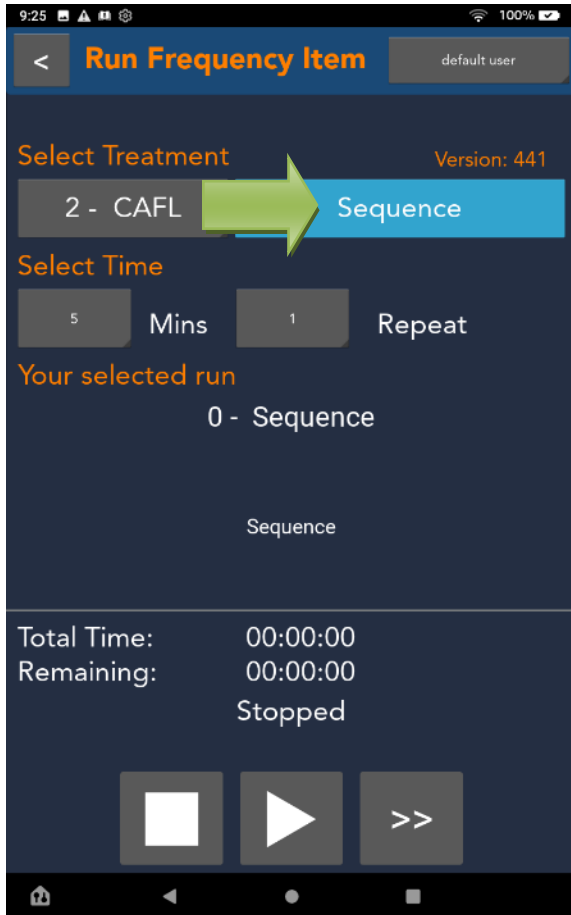 9:25 100%
< Run Frequency Item default user
Select Treatment Version: 441
2 - CAFL Sequence
Select Time
5 Mins 1 Repeat
Your selected run
0 - Sequence
Sequence
Total Time: 00:00:00
Remaining: 00:00:00
Stopped
>>